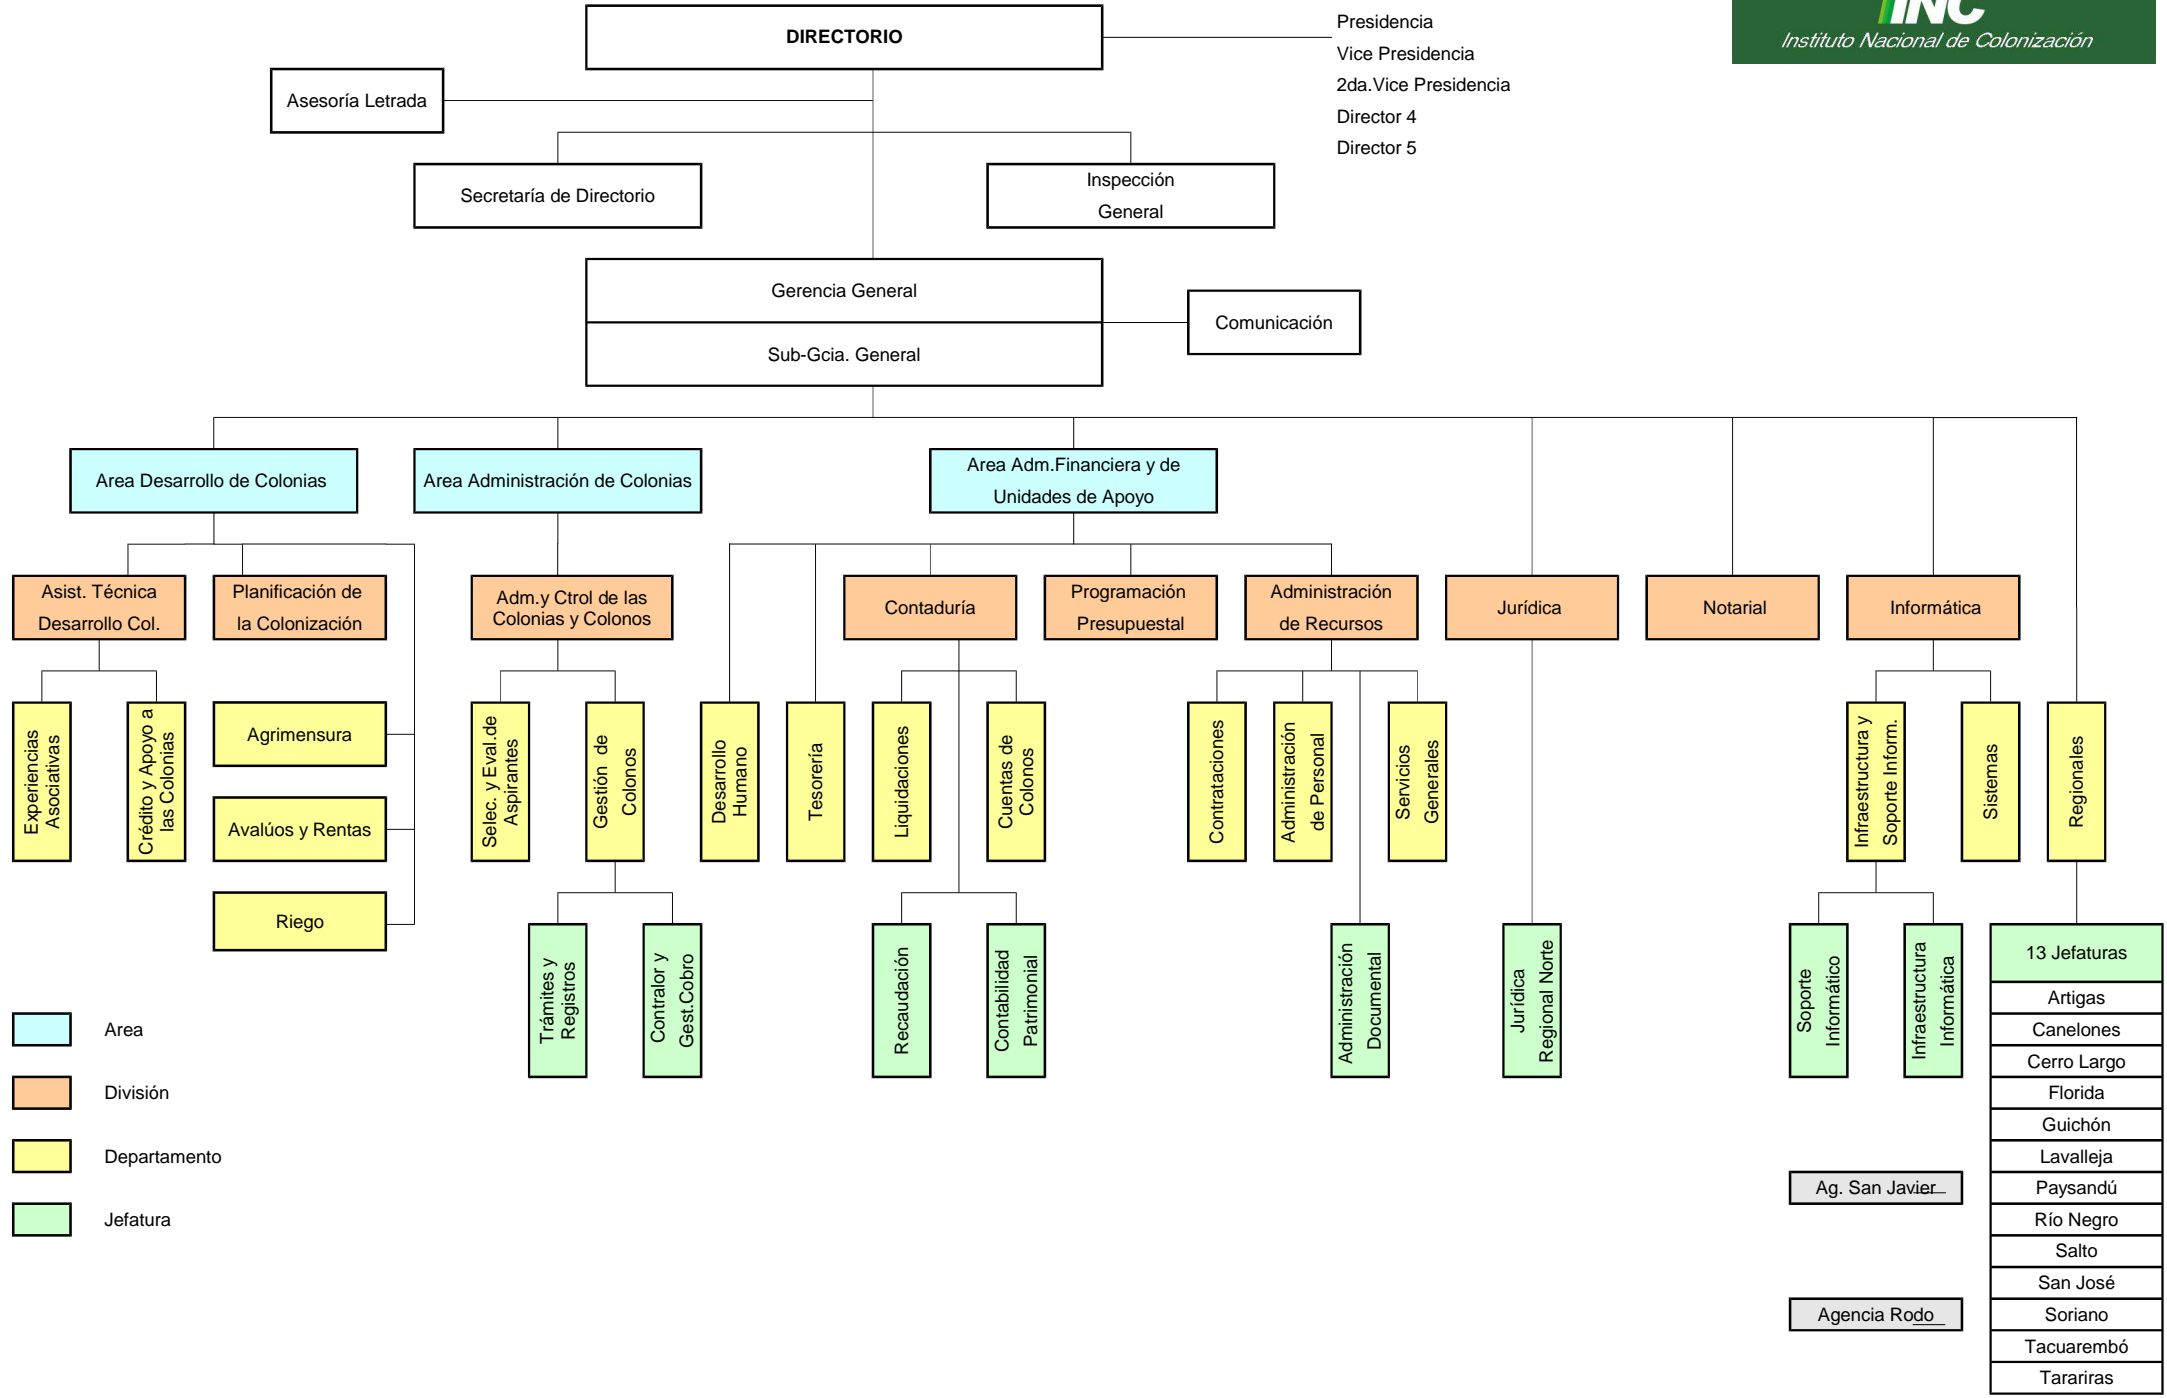 INC
Instituto Nacional de Colonización
DIRECTORIO
Presidencia
Vice Presidencia
2da.Vice Presidencia
Director 4
Director 5
Asesoría Letrada
Secretaría de Directorio
Inspección
General
Gerencia General
Sub-Gcia. General
Comunicación
Area Desarrollo de Colonias
Area Administración de Colonias
Area Adm.Financiera y de
Unidades de Apoyo
Asist. Técnica
Desarrollo Col.
Planificación de
la Colonización
Adm.y Ctrol de las
Colonias y Colonos
Contaduría
Programación
Presupuestal
Administración
de Recursos
Jurídica
Notarial
Informática
Experiencias
Asociativas
Crédito y Apoyo a
las Colonias
Agrimensura
Avalúos y Rentas
Riego
Selec. y Eval.de
Aspirantes
Gestión de
Colonos
Desarrollo
Humano
Tesorería
Liquidaciones
Cuentas de
Colonos
Contrataciones
Administración
de Personal
Servicios
Generales
Infraestructura y
Soporte Inform.
Sistemas
Regionales
Trámites y
Registros
Contralor y
Gest.Cobro
Recaudación
Contabilidad
Patrimonial
Administración
Documental
Jurídica
Regional Norte
Soporte
Informático
Infraestructura
Informática
13 Jefaturas
Artigas
Canelones
Cerro Largo
Florida
Guichón
Lavalleja
Paysandú
Río Negro
Salto
San José
Soriano
Tacuarembó
Tarariras
Ag. San Javier
Agencia Rodo
Area
División
Departamento
Jefatura